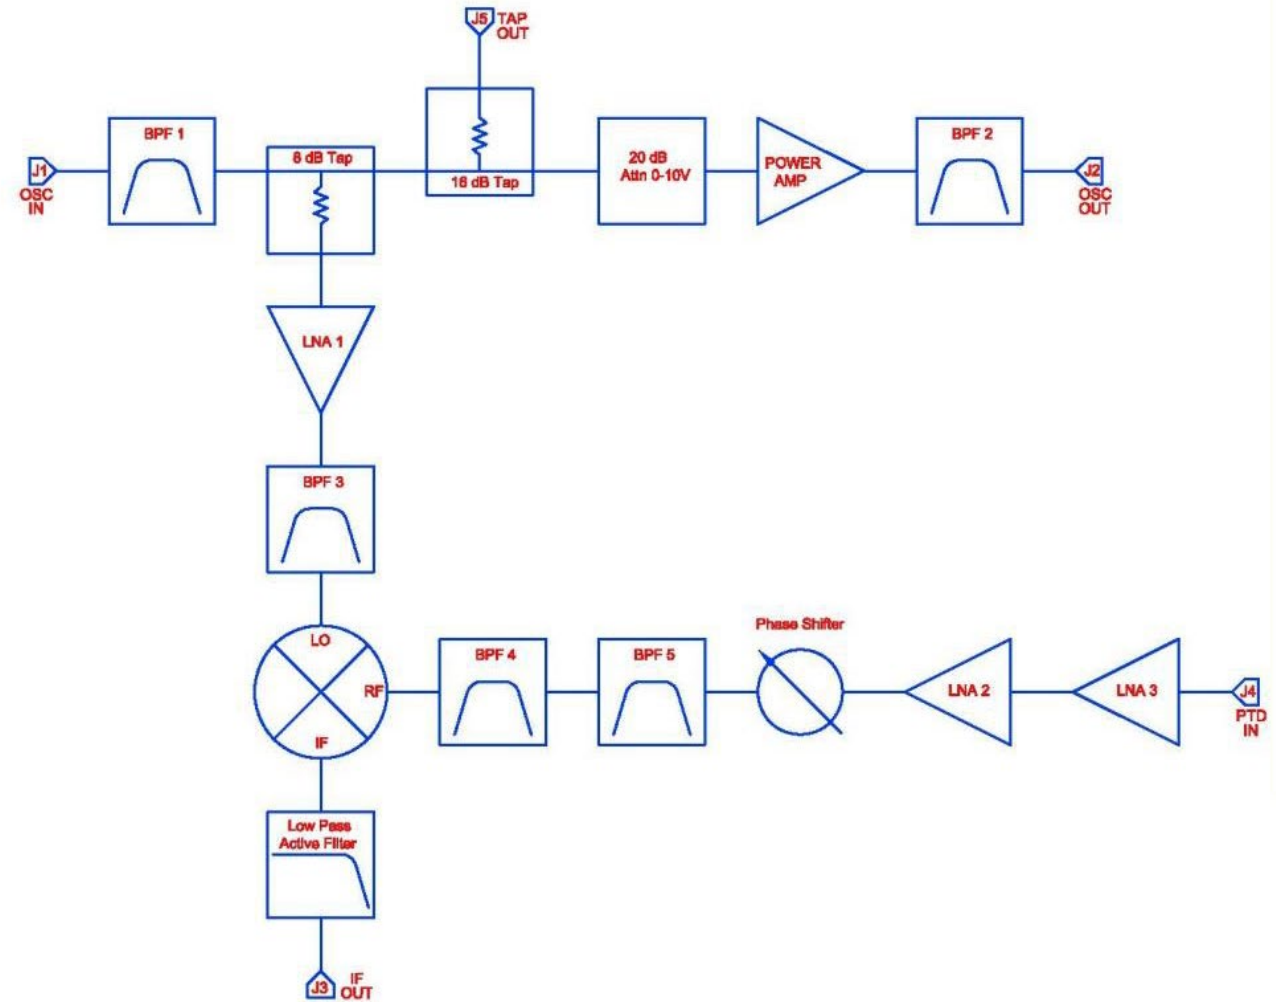 J5 TAP
OUT
BPF 1
BPF 2
J1
OSC
IN
6 dB Tap
16 dB Tap
20 dB
Attn 0-10V
POWER
AMP
J2
OSC
OUT
LNA 1
BPF 3
LO
RF
IF
BPF 4
BPF 5
Phase Shifter
LNA 2
LNA 3
J4
PTD
IN
Low Pass
Active Filter
J3
IF
OUT